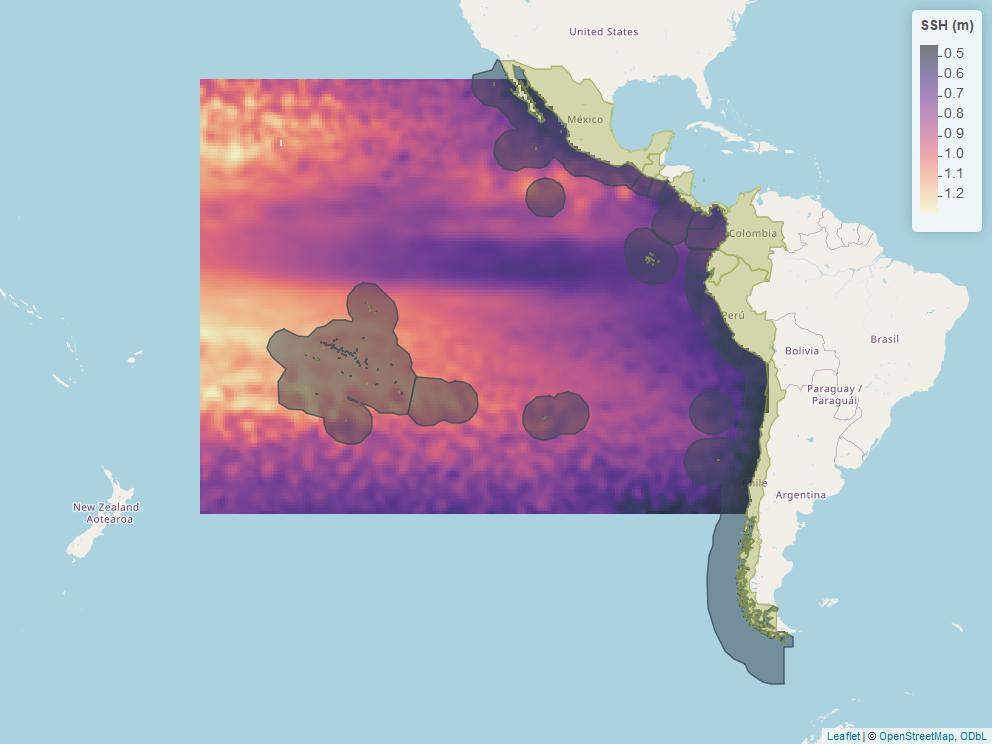 United States
México
Colombia
Perú
Brasil
Bolivia
Paraguay /
Paraguái
hile
Argentina
New Zealand
Aotearoa
SSH (m)
0.5
0.6
0.7
0.8
0.9
1.0
1.1
1.2
Leaflet | © OpenStreetMap, ODbL